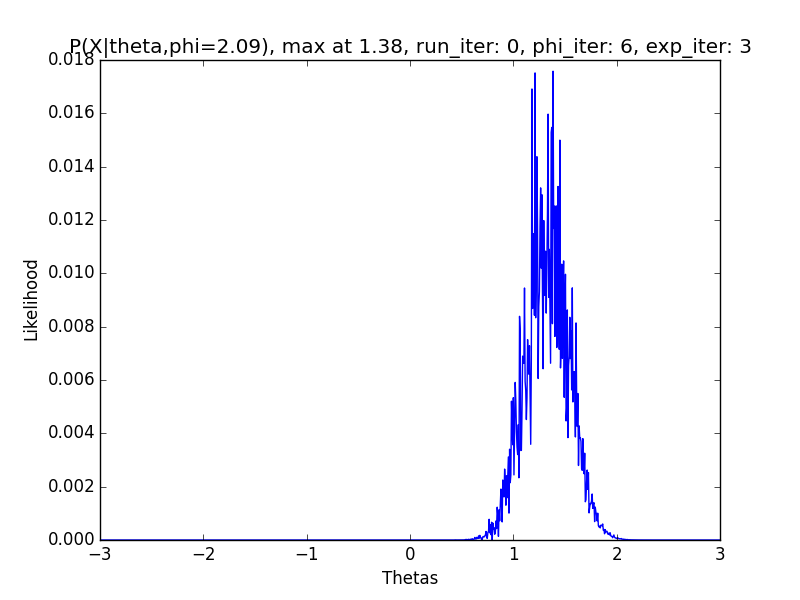 P(X|theta,phi=2.09), max at 1.38, run_iter: 0, phi_iter: 6, exp_iter: 3
0.018
0.016
0.014
0.012
0.010
0.008
0.006
0.004
0.002
0.000
Likelihood
−3 −2 −1 0 1 2 3
Thetas